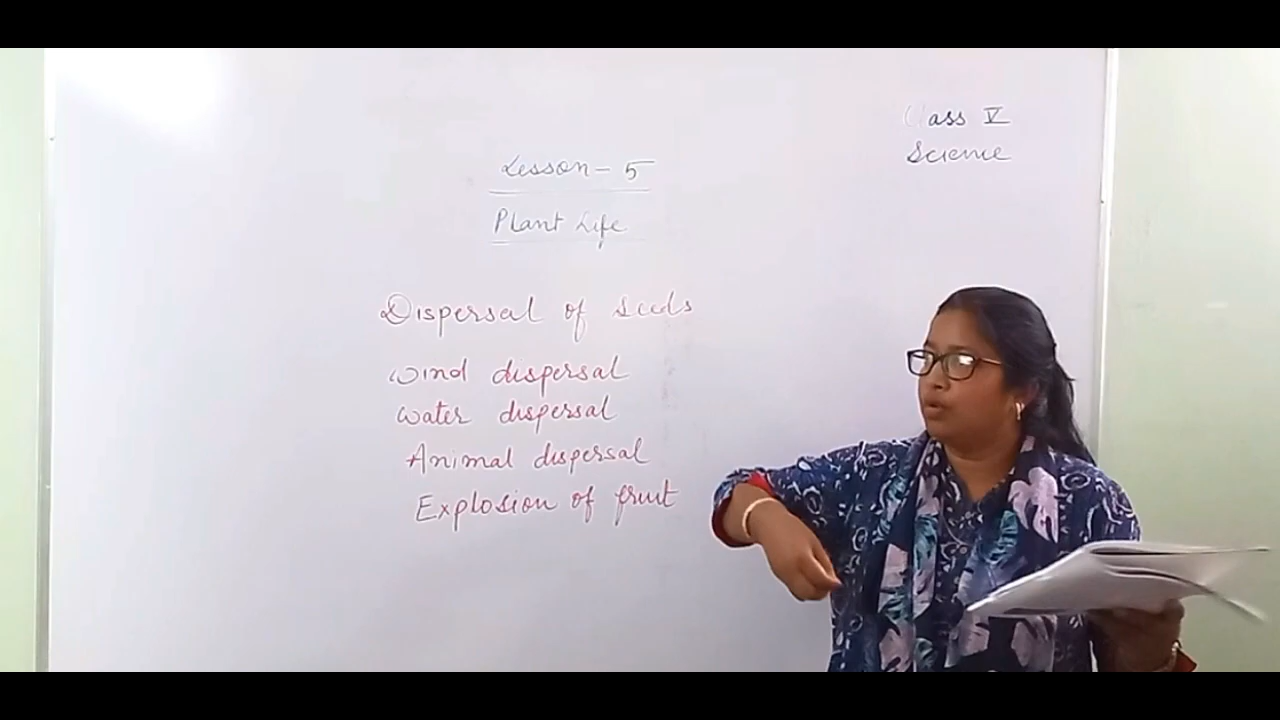 Class V
Science
Lesson - 5
Plant Life
Dispersal of seeds
wind dispersal
water dispersal
Animal dispersal
Explosion of fruit